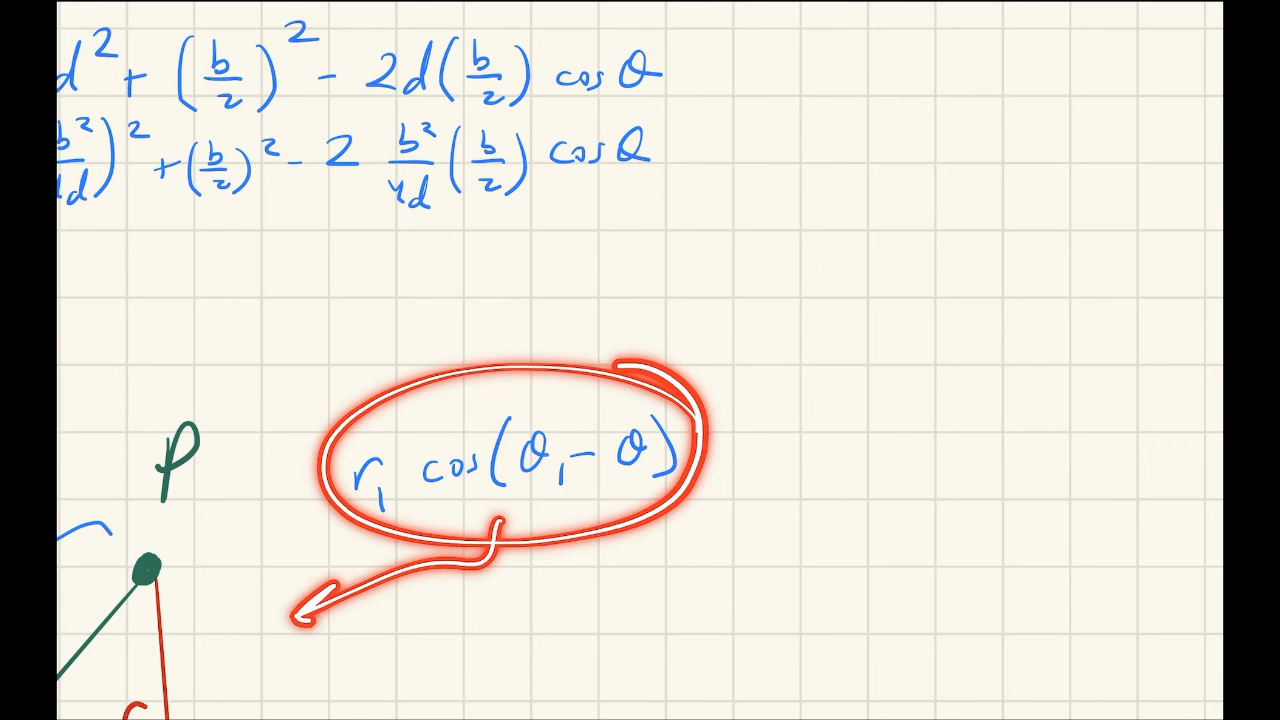 d² + (b/2)² - 2d(b/2) cos θ
b²/4d)² + (b/2)² - 2 b²/4d (b/2) cos θ
r₁ cos(θ₁ - θ)
P
r